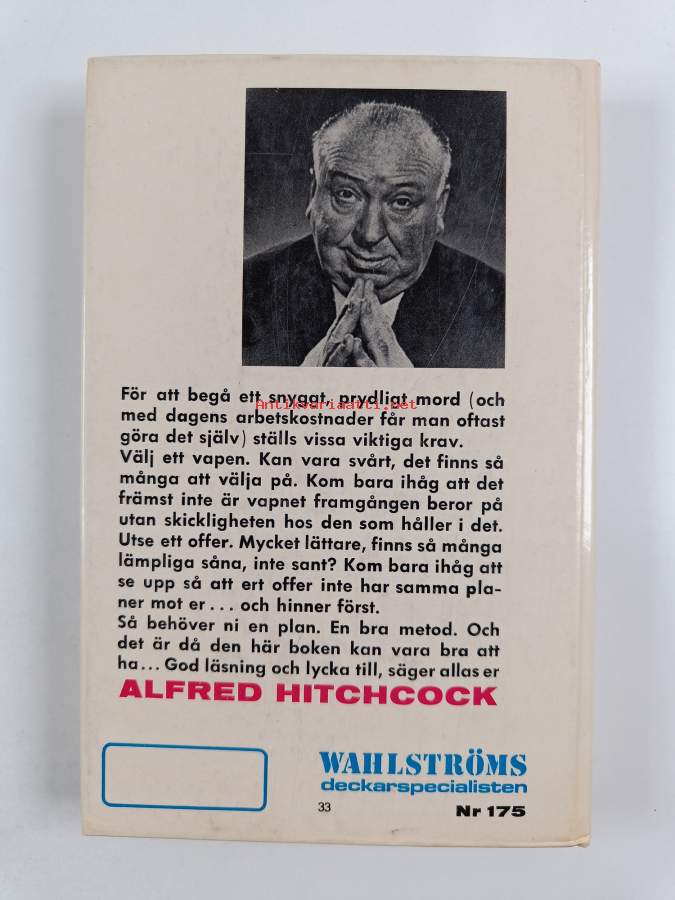 För att begå ett snyggt, prydligt mord (och
Antikvariaatti.net
med dagens arbetskostnader får man oftast
göra det själv) ställs vissa viktiga krav.
Välj ett vapen. Kan vara svårt, det finns så
många att välja på. Kom bara ihåg att det
främst inte är vapnet framgången beror på
utan skickligheten hos den som håller i det.
Utse ett offer. Mycket lättare, finns så många
lämpliga såna, inte sant? Kom bara ihåg att
se upp så att ert offer inte har samma pla-
ner mot er... och hinner först.
Så behöver ni en plan. En bra metod. Och
det är då den här boken kan vara bra att
ha... God läsning och lycka till, säger allas er
ALFRED HITCHCOCK
WAHLSTRÖMS
deckarspecialisten
33
Nr 175